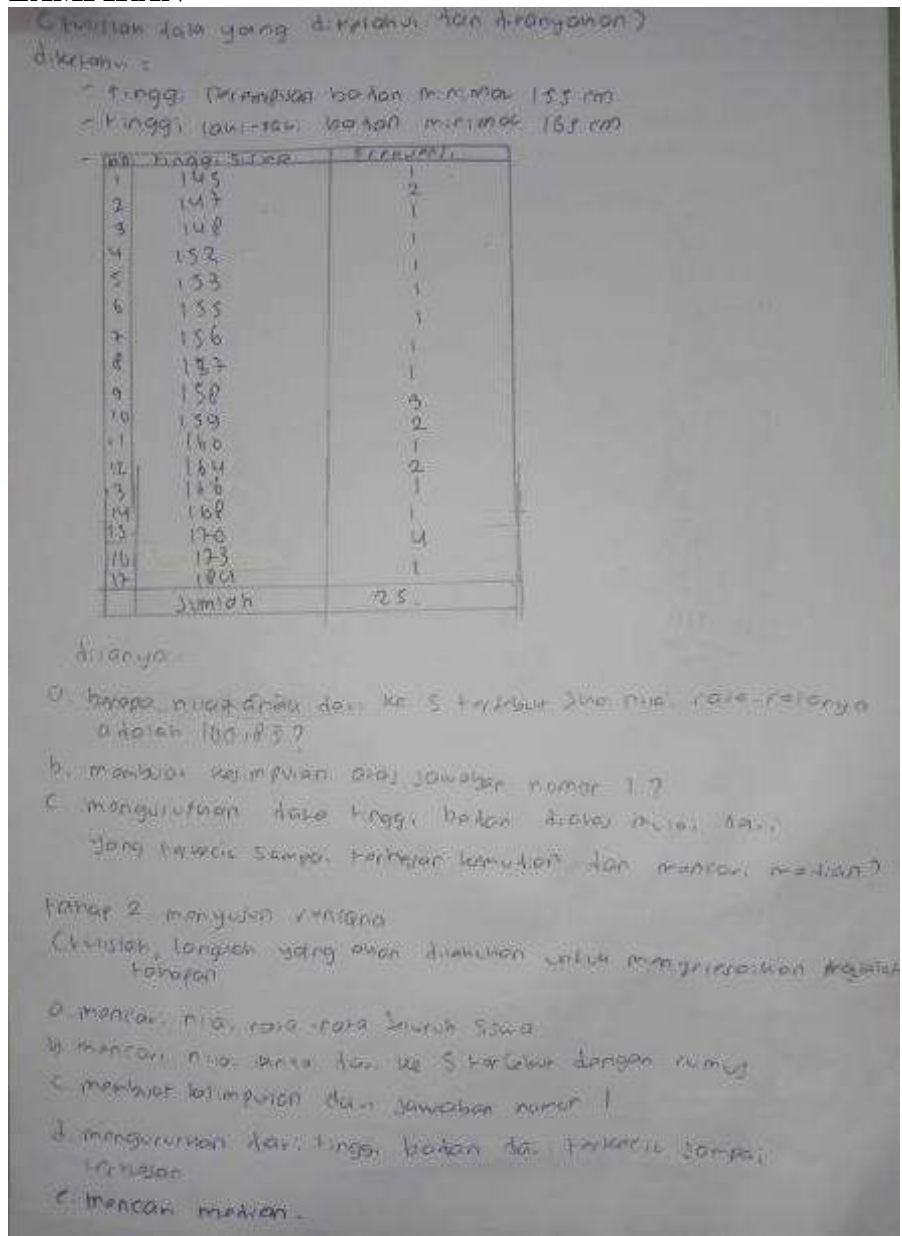 (tulislah data yang diketahui dan ditanyakan)
diketahui :
- tinggi perempuan badan minimal 155 cm
- tinggi laki-laki badan minimal 165 cm
- no tinggi siswa Frekuensi
1 145 1
2 147 2
3 148 1
4 152 1
5 153 1
6 155 1
7 156 1
8 157 1
9 158 1
10 159 3
11 160 2
12 164 1
13 166 2
14 168 1
15 170 1
16 173 4
17 1
Jumlah 25.
ditanya
a. berapa nilai dari ke 5 tersebut jika nilai rata-ratanya
adalah 160,83 ?
b. membuat kesimpulan atas jawaban nomor 1 ?
c mengurutkan data tinggi badan diatas mulai dari
yang terkecil sampai terbesar kemudian dan mencari median ?
tahap 2 menyusun rencana
(tulislah, langkah yang akan dilakukan untuk
tahapan
a. mencari nilai rata-rata seluruh siswa
b. mencari nilai dari ke 5 tersebut dengan rumus
c membuat kesimpulan dari jawaban nomor 1
d. mengurutkan dari tinggi badan dari terkecil sampai
terbesar
e. mencari median.